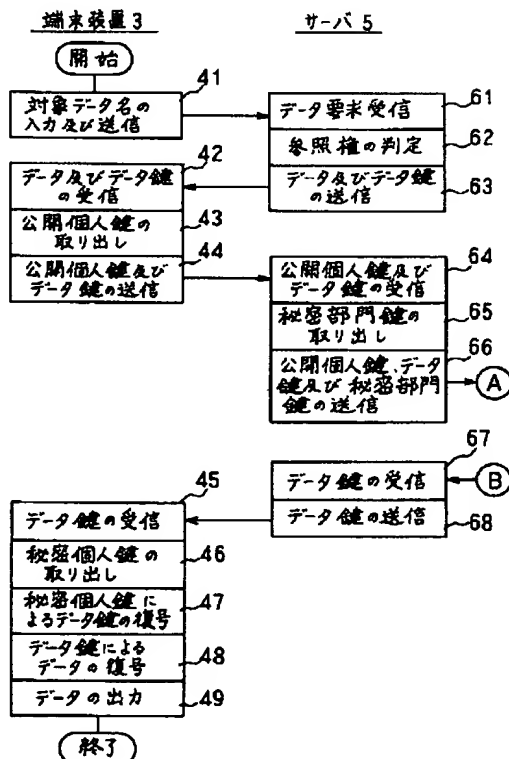 端末装置3
サーバ5
開始
41
対象データ名の
入力及び送信
61
データ要求受信
62
参照権の判定
63
データ及びデータ鍵
の送信
42
データ及びデータ鍵
の受信
43
公開個人鍵の
取り出し
44
公開個人鍵及び
データ鍵の送信
64
公開個人鍵及び
データ鍵の受信
65
秘密部門鍵の
取り出し
66
公開個人鍵、データ
鍵及び秘密部門
鍵の送信
A
67
データ鍵の受信
B
データ鍵の送信
68
45
データ鍵の受信
46
秘密個人鍵の
取り出し
47
秘密個人鍵に
よるデータ鍵の復号
48
データ鍵による
データの復号
49
データの出力
終了